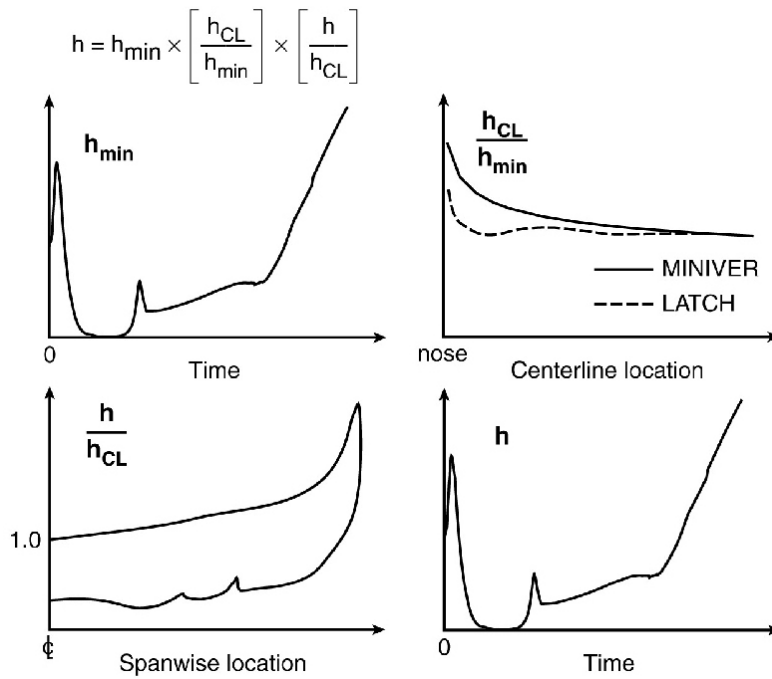 h = h_min × [ h_CL / h_min ] × [ h / h_CL ]
h_min
0
Time
h_CL
h_min
MINIVER
LATCH
nose
Centerline location
h
h_CL
1.0
℄
Spanwise location
h
0
Time